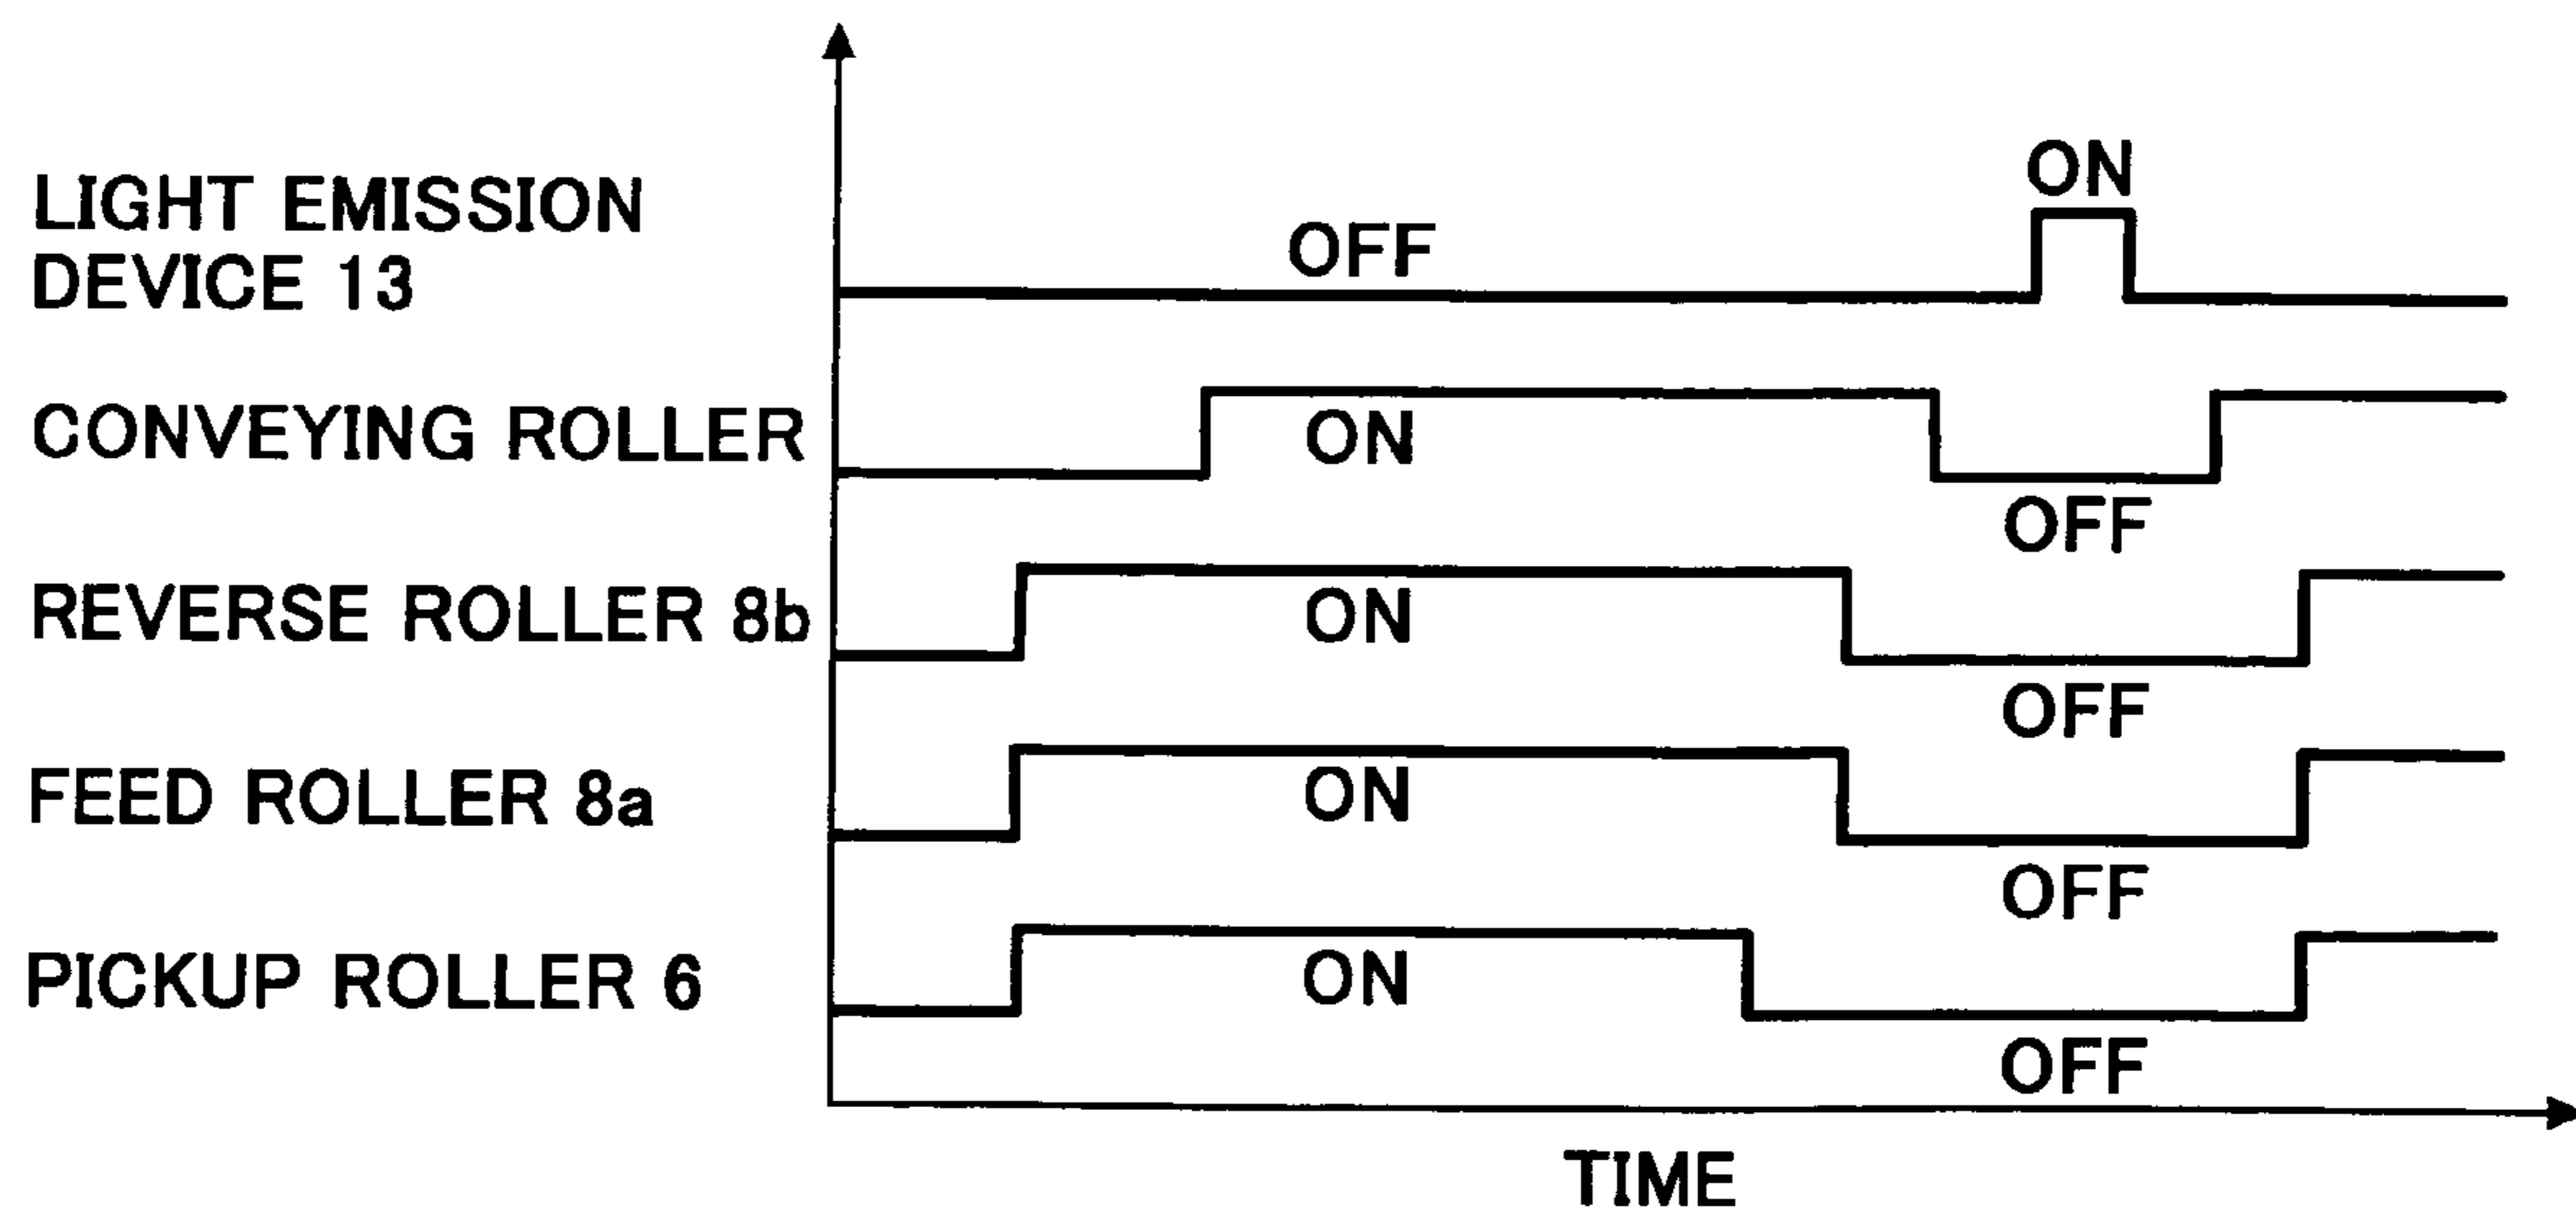 ON
LIGHT EMISSION
DEVICE 13
OFF
CONVEYING ROLLER
ON
OFF
REVERSE ROLLER 8b
ON
OFF
FEED ROLLER 8a
ON
OFF
PICKUP ROLLER 6
ON
OFF
TIME